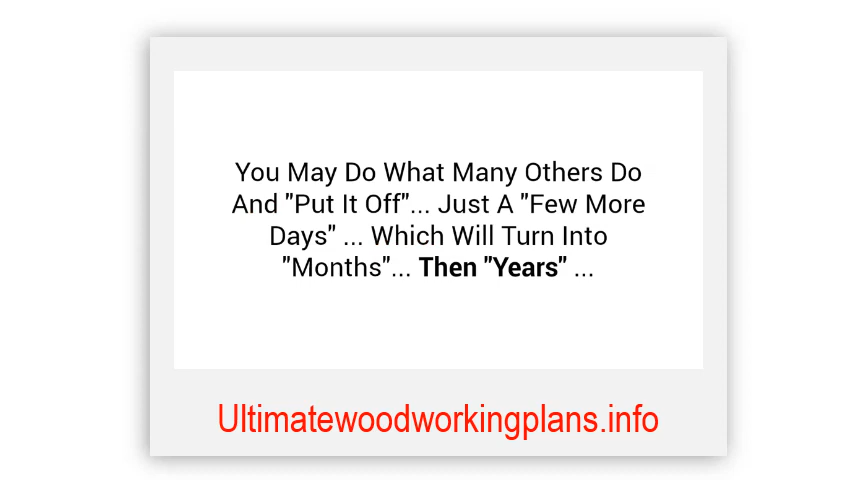 You May Do What Many Others Do
And "Put It Off"... Just A "Few More
Days" ... Which Will Turn Into
"Months"... Then "Years" ...
Ultimatewoodworkingplans.info